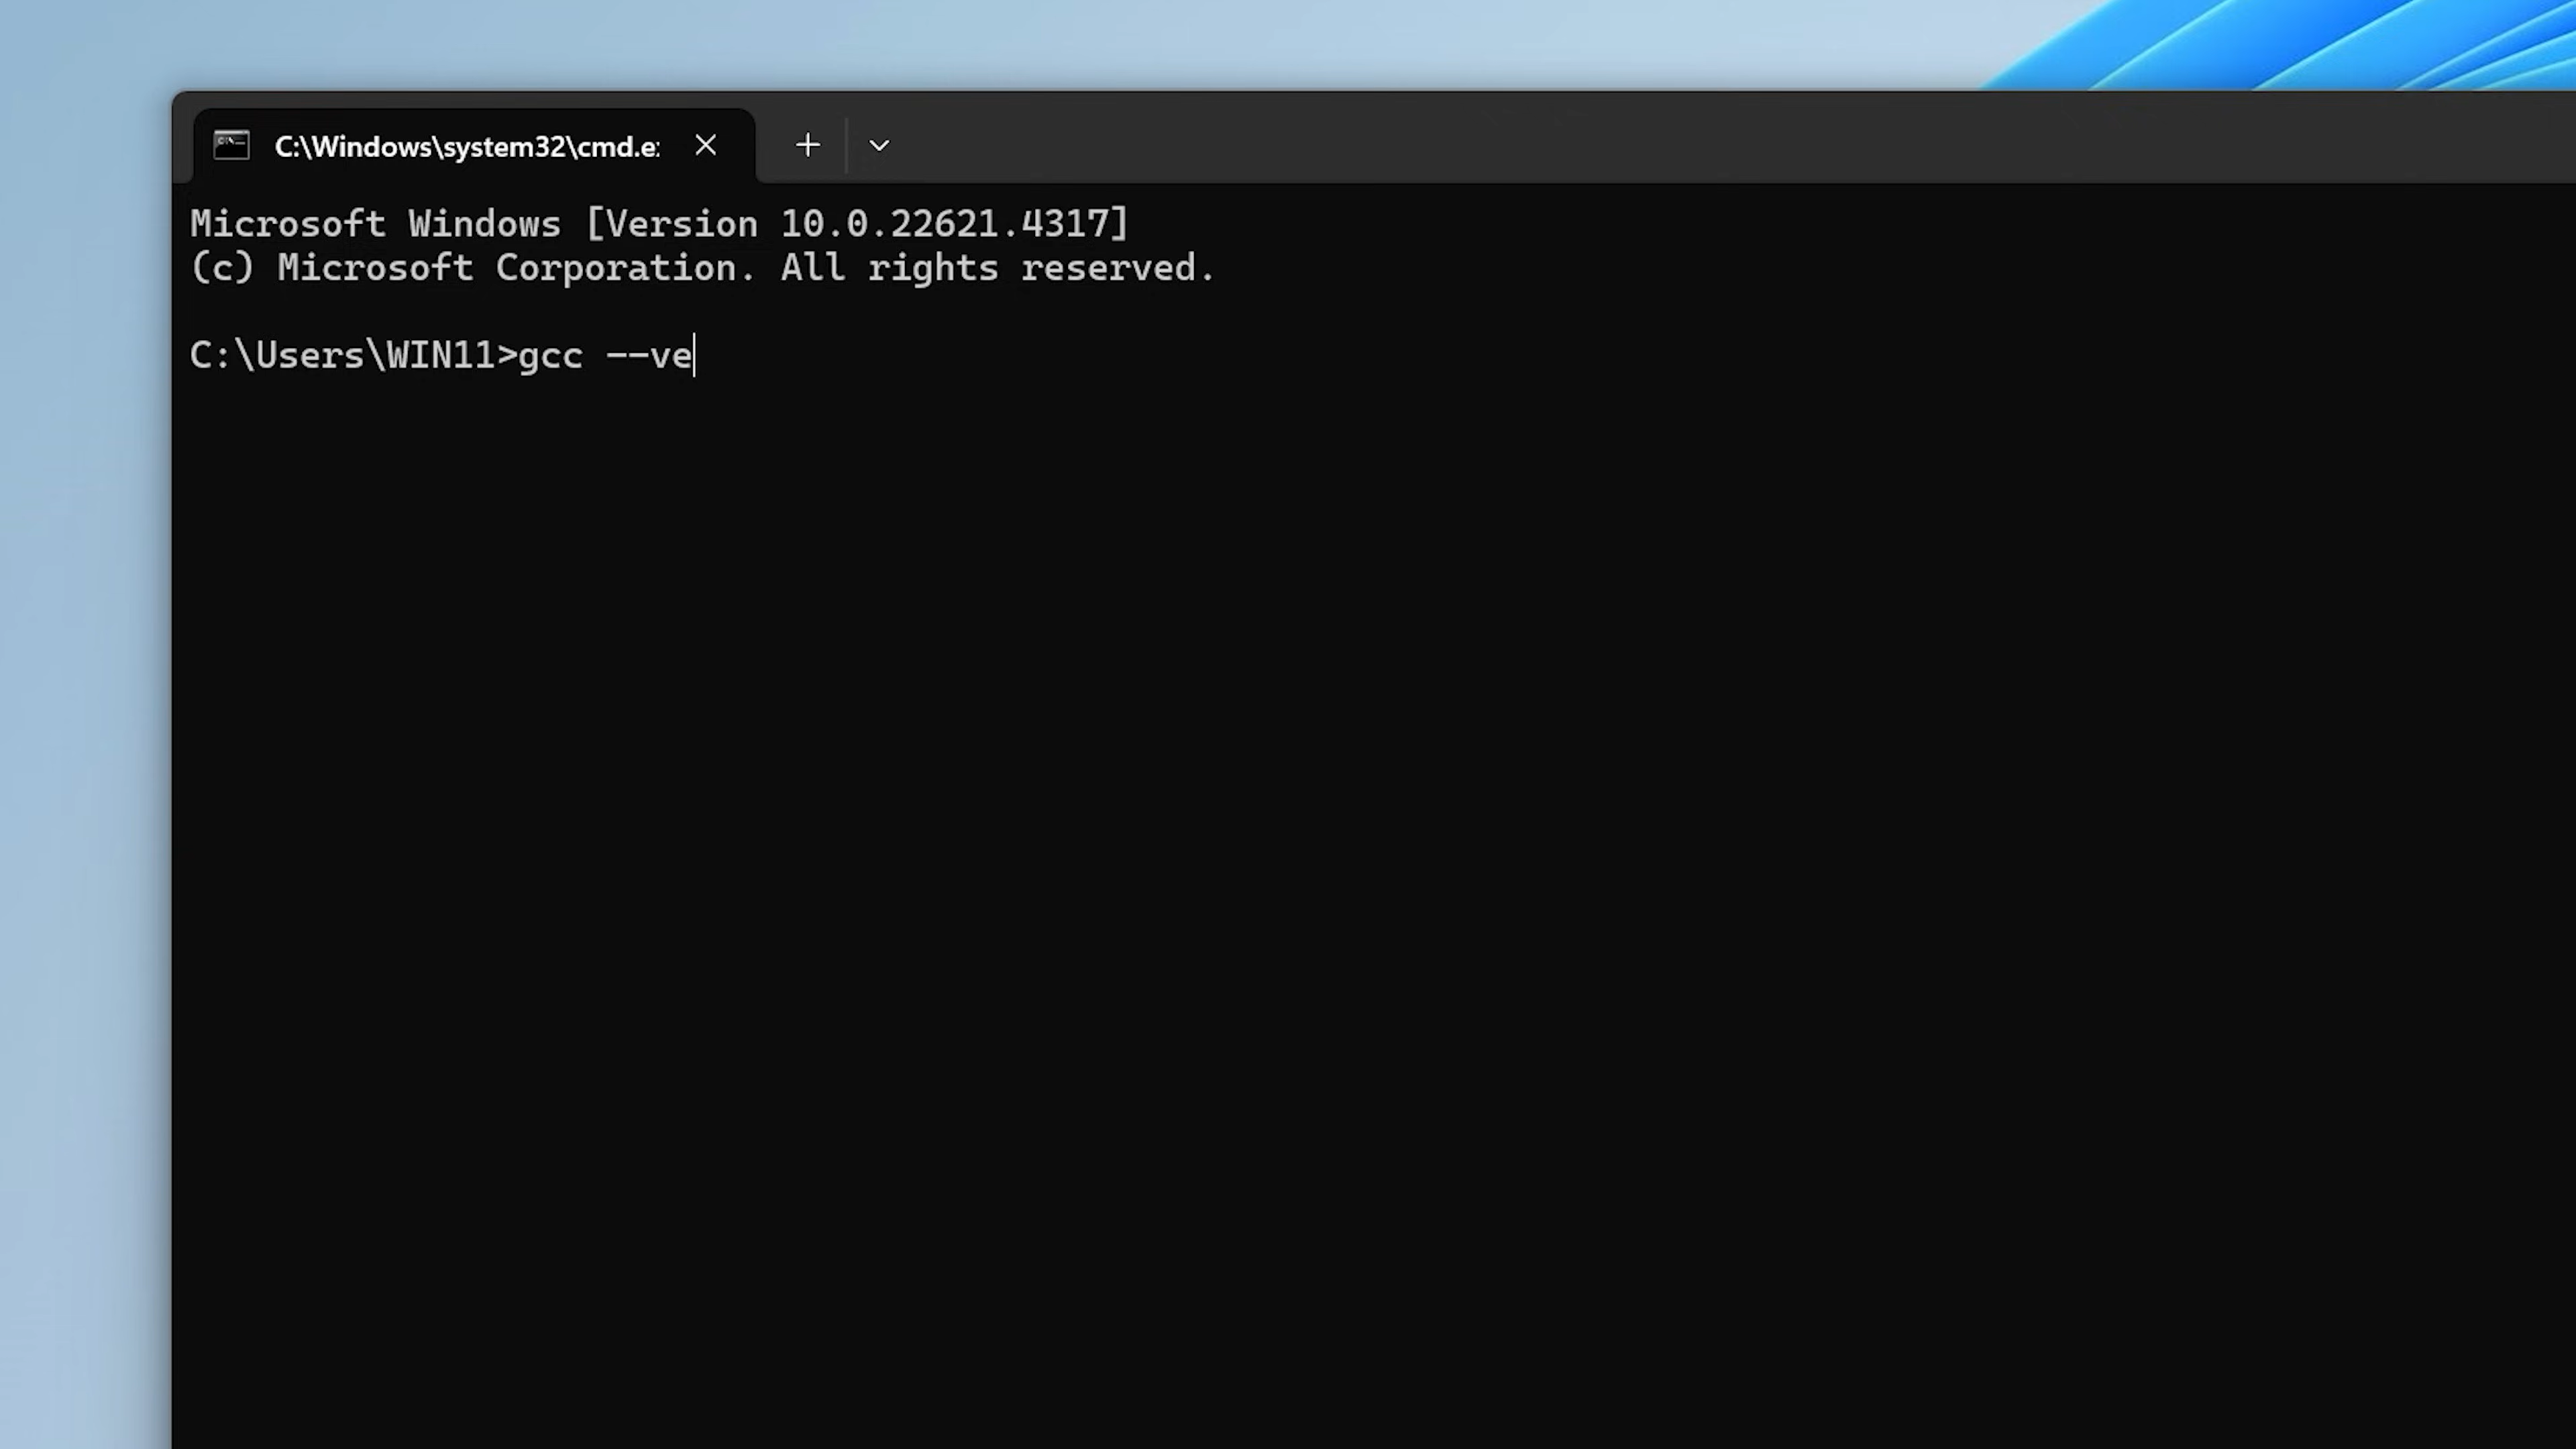 C:\Windows\system32\cmd.e
Microsoft Windows [Version 10.0.22621.4317]
(c) Microsoft Corporation. All rights reserved.
C:\Users\WIN11>gcc --ve